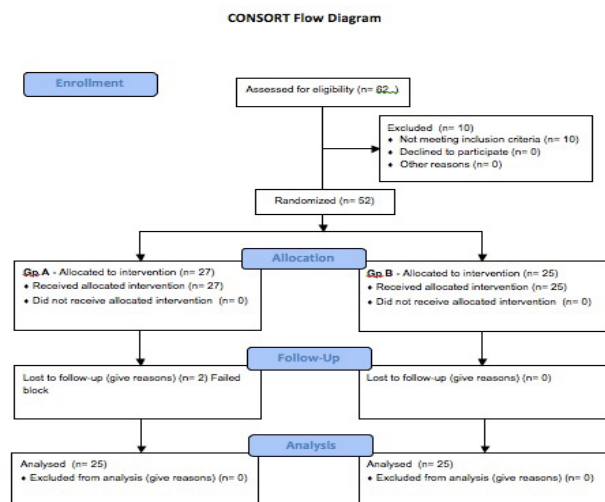 CONSORT Flow Diagram
Enrollment
Assessed for eligibility (n= 62..)
Excluded (n= 10)
♦ Not meeting inclusion criteria (n= 10)
♦ Declined to participate (n= 0)
♦ Other reasons (n= 0)
Randomized (n= 52)
Allocation
Gp A - Allocated to intervention (n= 27)
♦ Received allocated intervention (n= 27)
♦ Did not receive allocated intervention (n= 0)
Gp B - Allocated to intervention (n= 25)
♦ Received allocated intervention (n= 25)
♦ Did not receive allocated intervention (n= 0)
Follow-Up
Lost to follow-up (give reasons) (n= 2) Failed
block
Lost to follow-up (give reasons) (n= 0)
Analysis
Analysed (n= 25)
♦ Excluded from analysis (give reasons) (n= 0)
Analysed (n= 25)
♦ Excluded from analysis (give reasons) (n= 0)